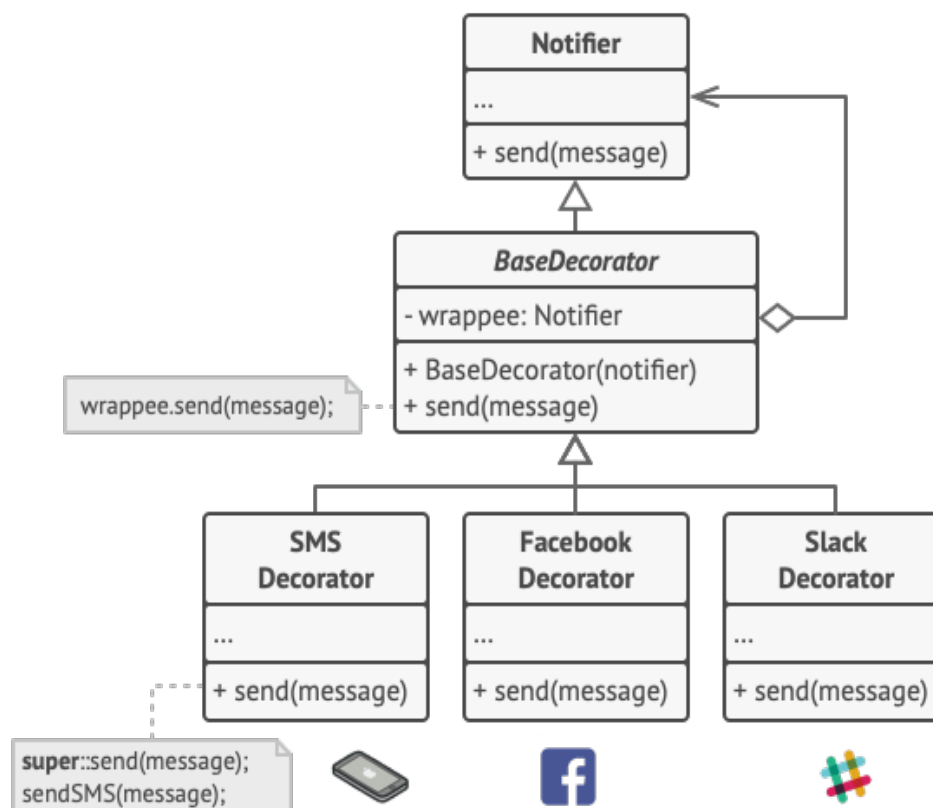 Notifier
...
+ send(message)
BaseDecorator
- wrappee: Notifier
+ BaseDecorator(notifier)
+ send(message)
wrappee.send(message);
SMS
Decorator
...
+ send(message)
Facebook
Decorator
...
+ send(message)
Slack
Decorator
...
+ send(message)
super::send(message);
sendSMS(message);